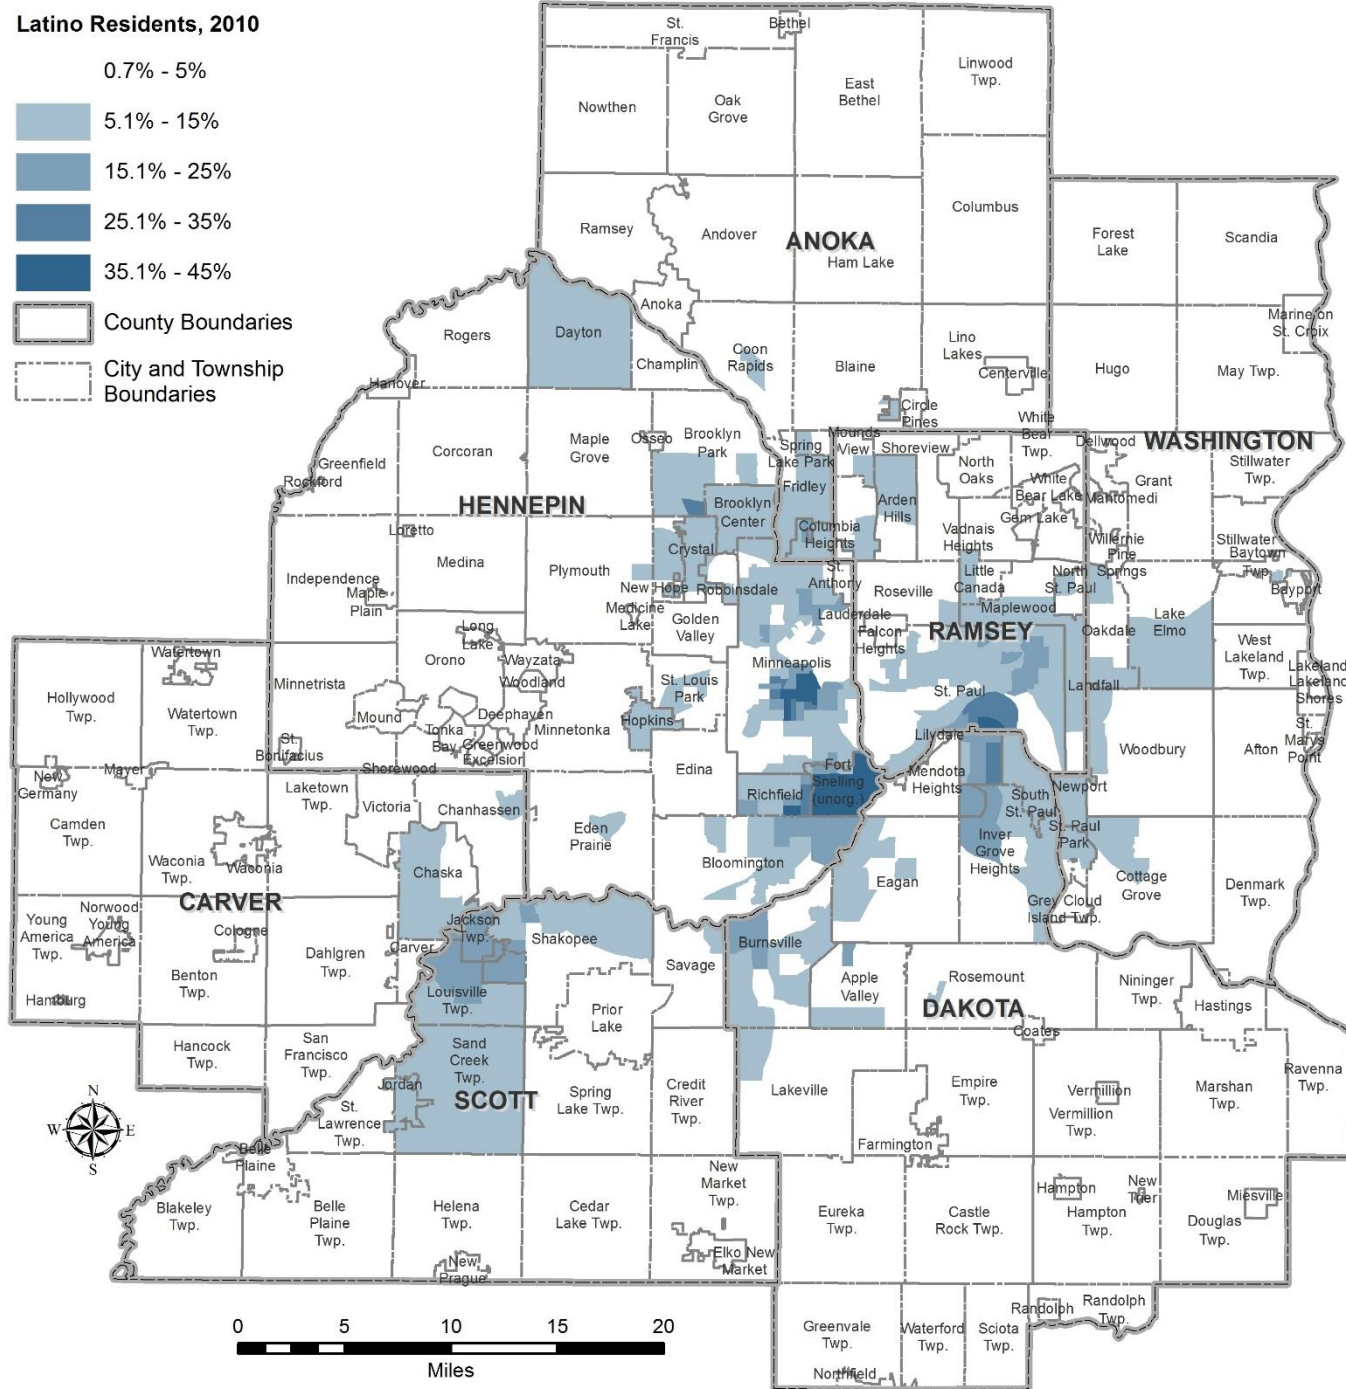 Latino Residents, 2010
0.7% - 5%
5.1% - 15%
15.1% - 25%
25.1% - 35%
35.1% - 45%
County Boundaries
City and Township
Boundaries
St.
Francis
Bethel
Linwood
Twp.
Nowthen
Oak
Grove
East
Bethel
Ramsey
Andover
ANOKA
Ham Lake
Columbus
Forest
Lake
Scandia
Marine on
St. Croix
Anoka
Rogers
Dayton
Champlin
Coon
Rapids
Blaine
Lino
Lakes
Centerville
Hugo
May Twp.
Hanover
Circle
Pines
White
Bear
Twp.
Corcoran
Maple
Grove
Osseo
Brooklyn
Park
Spring
Lake Park
Mounds
View
Shoreview
Dellwood
WASHINGTON
Greenfield
Rockford
HENNEPIN
Fridley
North
Oaks
White
Bear Lake
Grant
Mahtomedi
Stillwater
Twp.
Brooklyn
Center
Arden
Hills
Gem Lake
Loretto
Medina
Columbia
Heights
Vadnais
Heights
Willernie
Pine
Springs
Stillwater
Baytown
Twp.
Bayport
Independence
Maple
Plain
Plymouth
Crystal
New
Hope
Robbinsdale
Medicine
Lake
St.
Anthony
Roseville
Little
Canada
North
St. Paul
Golden
Valley
Lauderdale
Falcon
Heights
Maplewood
RAMSEY
Oakdale
Lake
Elmo
West
Lakeland
Twp.
Lakeland
Lakeland
Shores
St.
Marys
Point
Long
Lake
Orono
Wayzata
Woodland
Minneapolis
St. Louis
Park
St. Paul
Landfall
Watertown
Hollywood
Twp.
Watertown
Twp.
Minnetrista
Mound
Deephaven
Tonka
Bay
Greenwood
Excelsior
Minnetonka
Hopkins
Lilydale
Woodbury
Afton
St.
Bonifacius
Shorewood
Edina
Fort
Snelling
(unorg.)
Mendota
Heights
New
Germany
Mayer
Laketown
Twp.
Victoria
Chanhassen
Richfield
South
St. Paul
Newport
St. Paul
Park
Camden
Twp.
Waconia
Twp.
Waconia
Eden
Prairie
Bloomington
Inver
Grove
Heights
Chaska
Eagan
Cottage
Grove
Denmark
Twp.
CARVER
Young
America
Twp.
Norwood
Young
America
Cologne
Jackson
Twp.
Grey
Cloud
Island Twp.
Benton
Twp.
Dahlgren
Twp.
Carver
Shakopee
Savage
Burnsville
Hamburg
Louisville
Twp.
Prior
Lake
Apple
Valley
Rosemount
Nininger
Twp.
Hastings
DAKOTA
Coates
Hancock
Twp.
San
Francisco
Twp.
Sand
Creek
Twp.
Jordan
SCOTT
Spring
Lake Twp.
Credit
River
Twp.
Lakeville
Empire
Twp.
Vermillion
Vermillion
Twp.
Marshan
Twp.
Ravenna
Twp.
N
W
E
S
St.
Lawrence
Twp.
Farmington
Belle
Plaine
Blakeley
Twp.
Belle
Plaine
Twp.
Helena
Twp.
Cedar
Lake Twp.
New
Market
Twp.
Eureka
Twp.
Castle
Rock Twp.
Hampton
Hampton
Twp.
New
Trier
Douglas
Twp.
Miesville
New
Prague
Elko New
Market
Greenvale
Twp.
Waterford
Twp.
Sciota
Twp.
Randolph
Randolph
Twp.
Northfield
0 5 10 15 20
Miles